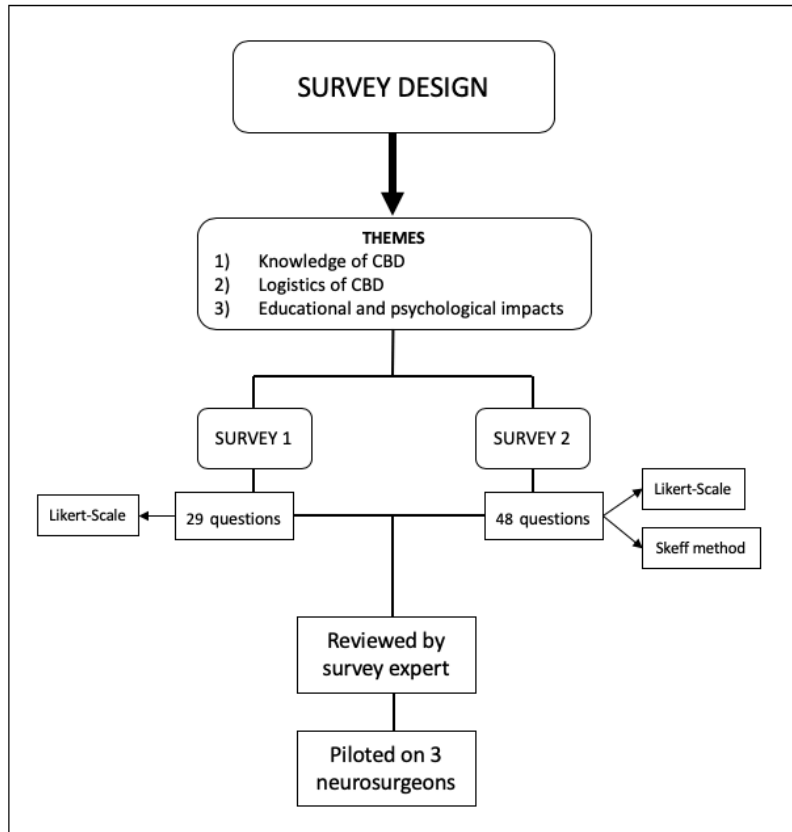 SURVEY DESIGN
THEMES
1) Knowledge of CBD
2) Logistics of CBD
3) Educational and psychological impacts
SURVEY 1
SURVEY 2
Likert-Scale
29 questions
48 questions
Likert-Scale
Skeff method
Reviewed by
survey expert
Piloted on 3
neurosurgeons